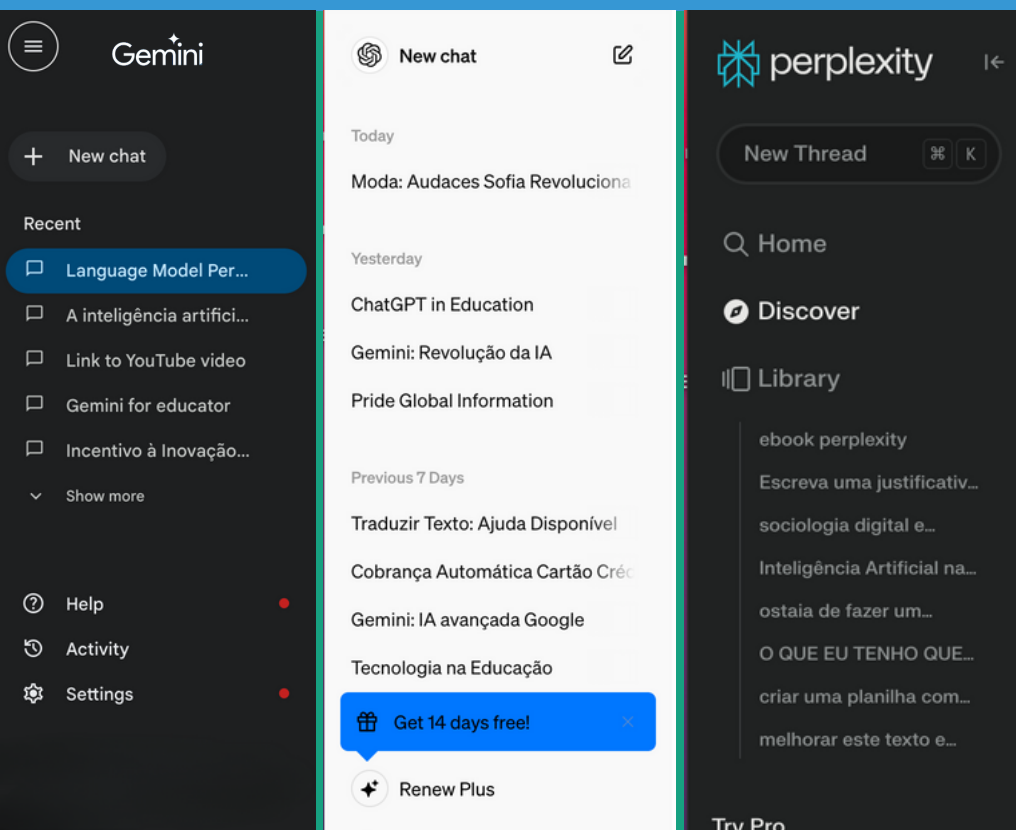 Gemini
New chat
Recent
Language Model Per...
A inteligência artifici...
Link to YouTube video
Gemini for educator
Incentivo à Inovação...
Show more
Help
Activity
Settings
New chat
Today
Moda: Audaces Sofia Revoluciona
Yesterday
ChatGPT in Education
Gemini: Revolução da IA
Pride Global Information
Previous 7 Days
Traduzir Texto: Ajuda Disponível
Cobrança Automática Cartão Créd
Gemini: IA avançada Google
Tecnologia na Educação
Get 14 days free!
Renew Plus
perplexity
New Thread ⌘ K
Home
Discover
Library
ebook perplexity
Escreva uma justificativ...
sociologia digital e...
Inteligência Artificial na...
ostaia de fazer um...
O QUE EU TENHO QUE...
criar uma planilha com...
melhorar este texto e...
Try Pro